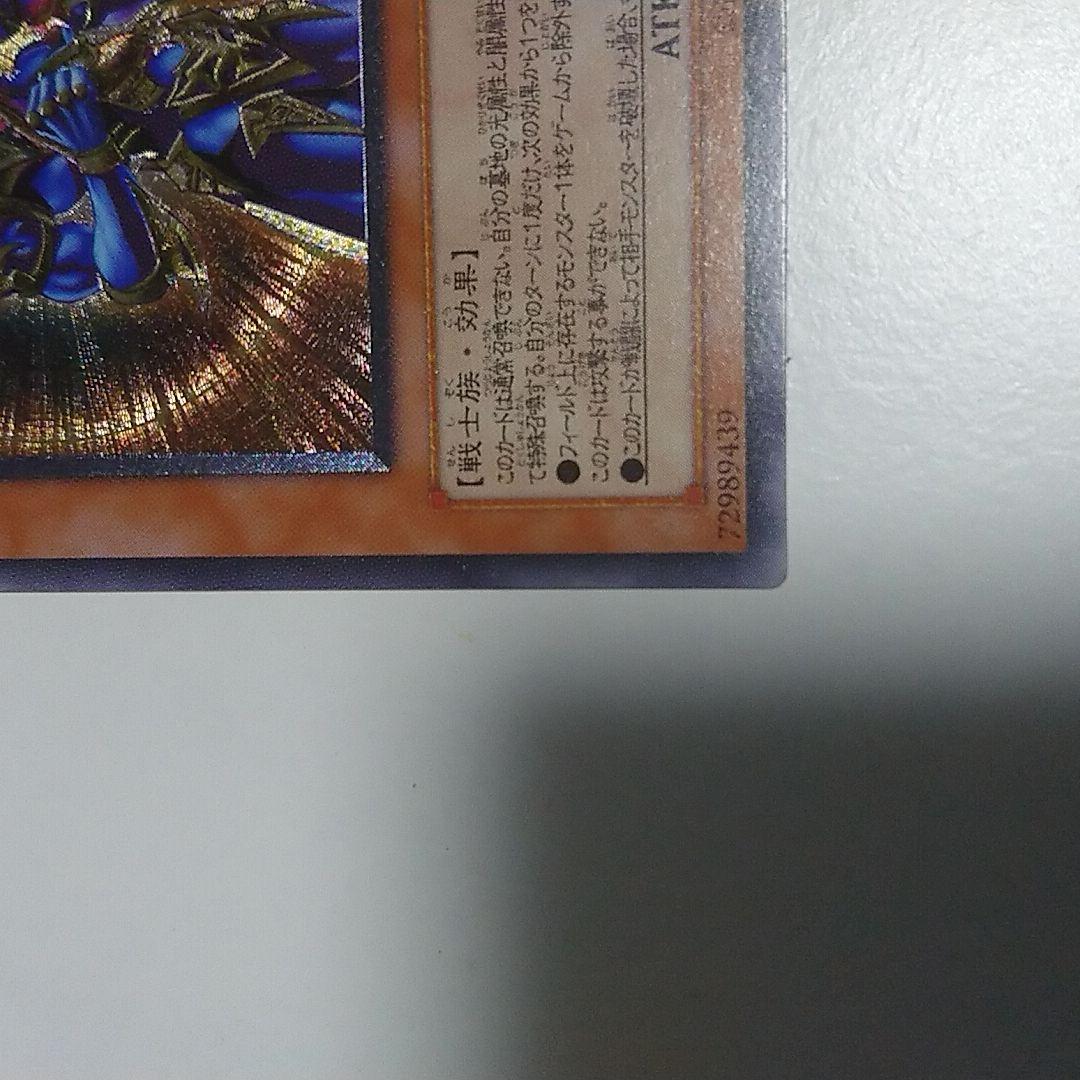 【戦士族・効果】
このカードは通常召喚できない。自分の墓地の光属性と闇属性
て特殊召喚する。自分のターンに1度だけ、次の効果から1つを
●フィールド上に存在するモンスター1体をゲームから除外す
このカードは攻撃する事ができない。
●このカードが戦闘によって相手モンスターを破壊した場合、
ATK
72989439